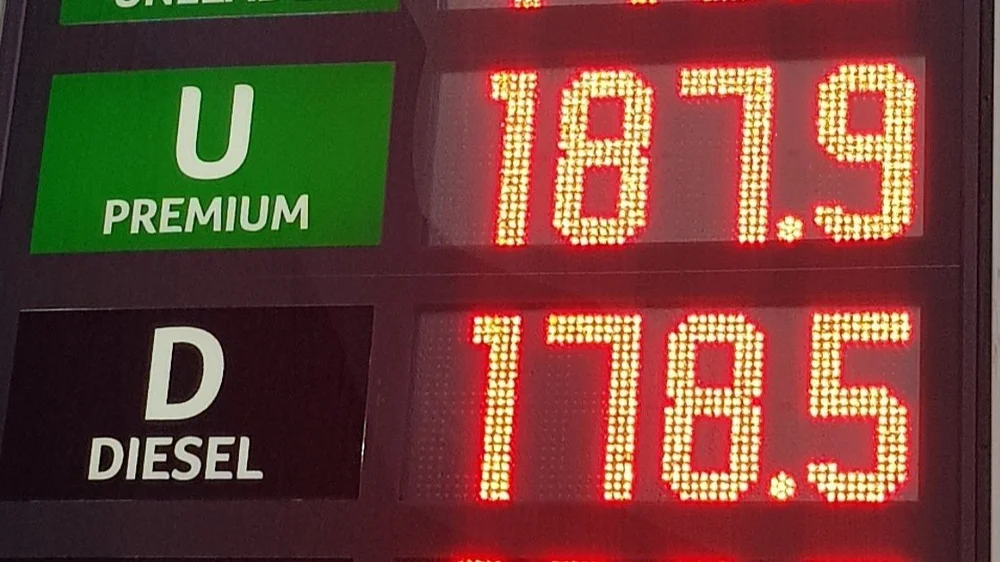 U
PREMIUM
187.9
D
DIESEL
178.5